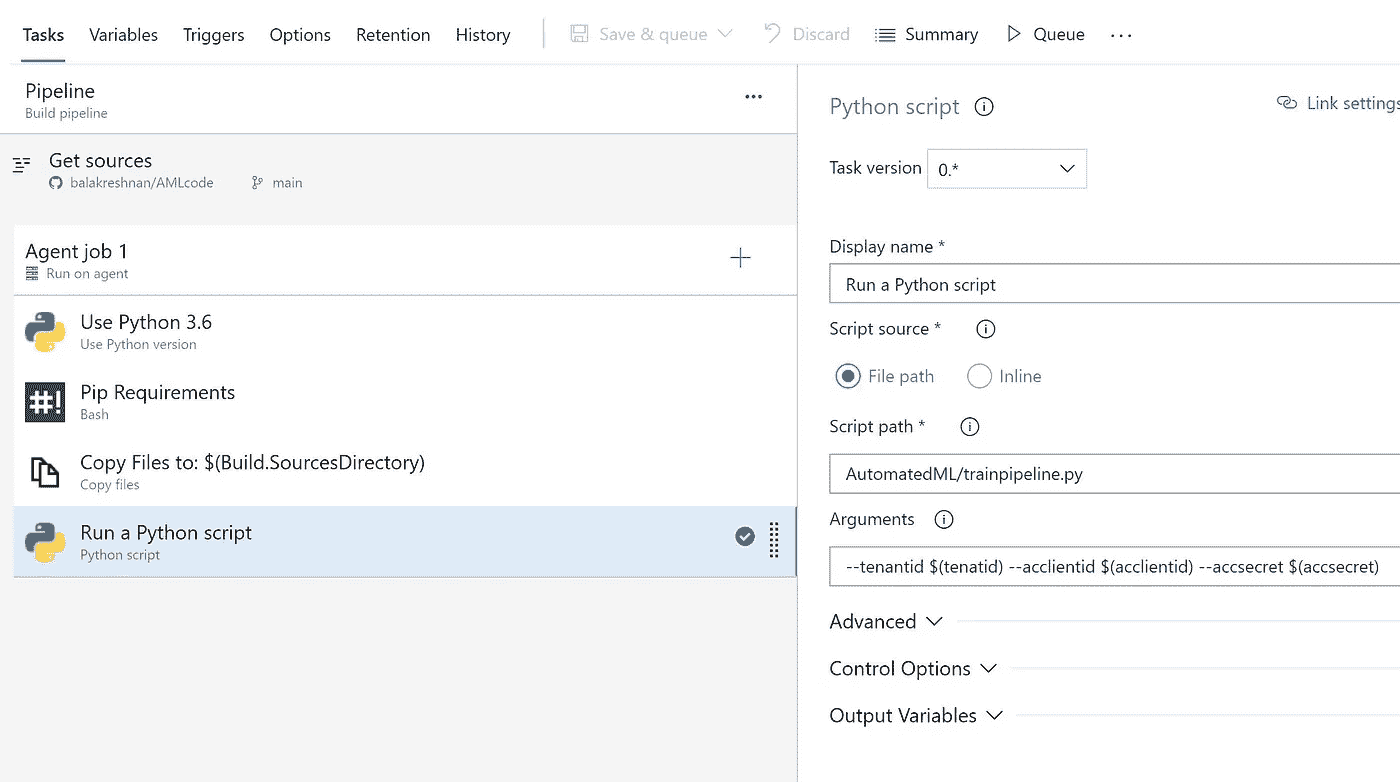 Tasks Variables Triggers Options Retention History Save & queue Discard Summary Queue ...
Pipeline
Build pipeline
Get sources
balakreshnan/AMLcode main
Agent job 1
Run on agent
Use Python 3.6
Use Python version
#!
Pip Requirements
Bash
Copy Files to: $(Build.SourcesDirectory)
Copy files
Run a Python script
Python script
Python script
Link settings
Task version 0.*
Display name *
Run a Python script
Script source *
File path Inline
Script path *
AutomatedML/trainpipeline.py
Arguments
--tenantid $(tenatid) --acclientid $(acclientid) --accsecret $(accsecret)
Advanced
Control Options
Output Variables